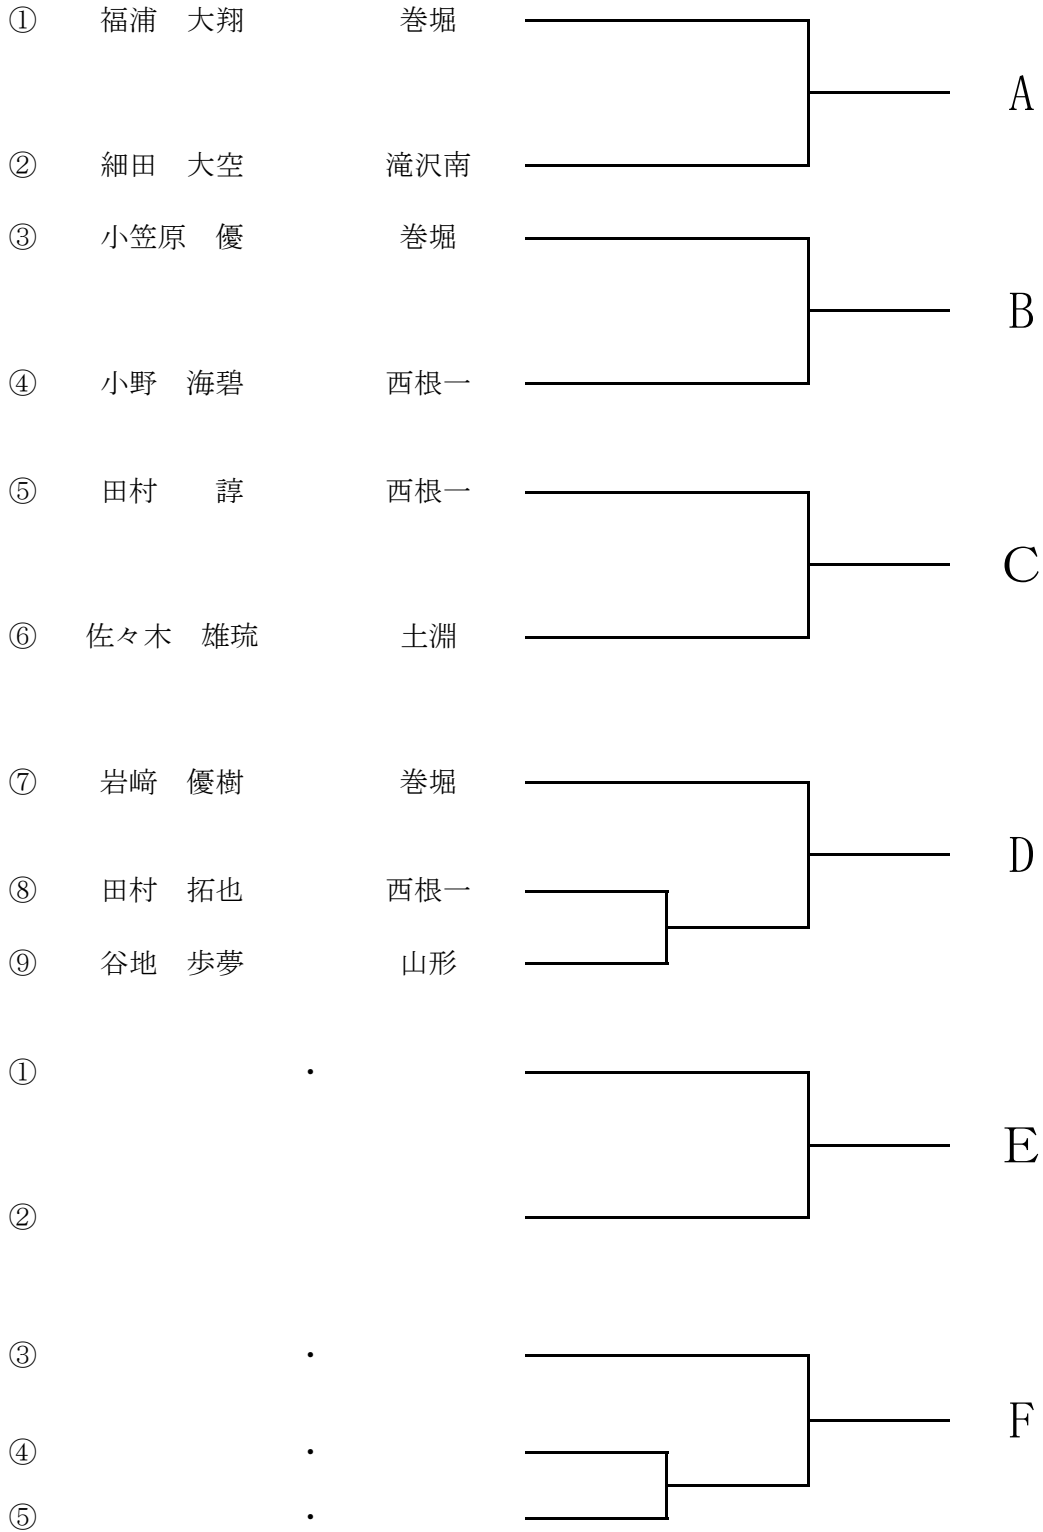 ① 福浦　大翔 巻堀
A
② 細田　大空 滝沢南
③ 小笠原　優 巻堀
B
④ 小野　海碧 西根一
⑤ 田村　　諄 西根一
C
⑥ 佐々木　雄琉 土淵
⑦ 岩﨑　優樹 巻堀
D
⑧ 田村　拓也 西根一
⑨ 谷地　歩夢 山形
① ・
E
②
③ ・
F
④ ・
⑤ ・